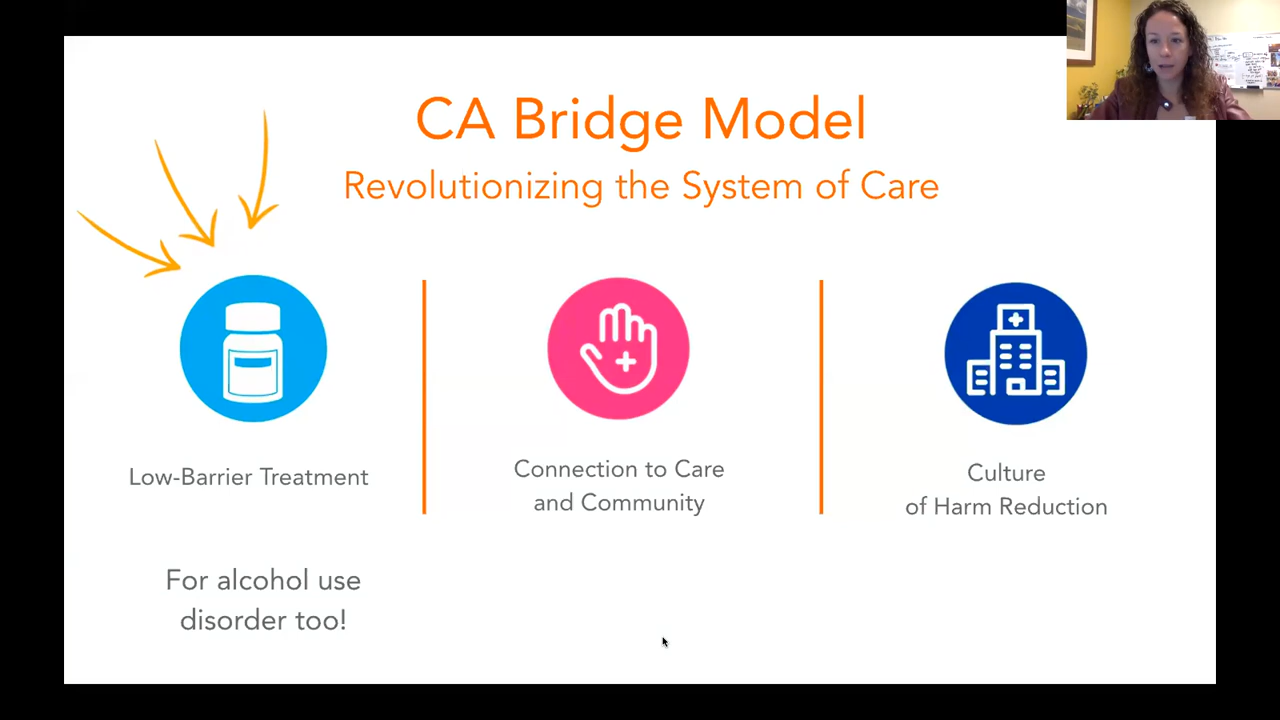 CA Bridge Model
Revolutionizing the System of Care
Low-Barrier Treatment
Connection to Care
and Community
Culture
of Harm Reduction
For alcohol use
disorder too!